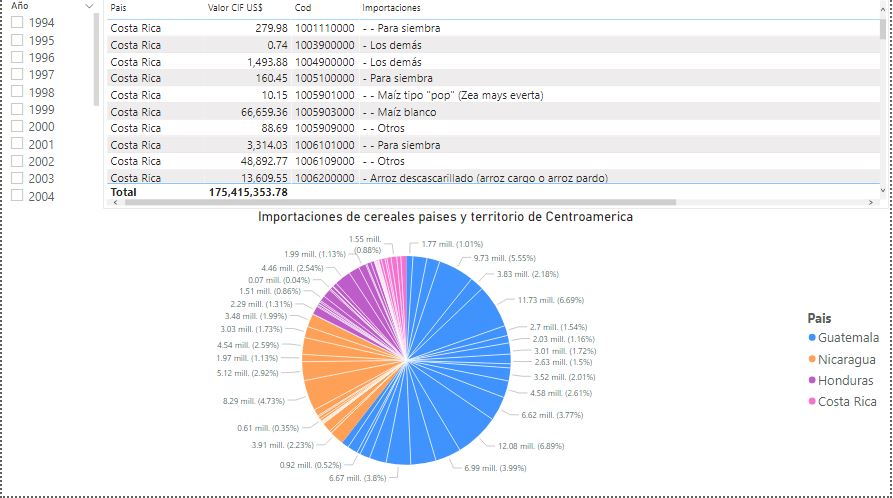 Año
1994
1995
1996
1997
1998
1999
2000
2001
2002
2003
2004
Pais Valor CIF US$ Cod Importaciones
Costa Rica 279.98 1001110000 - - Para siembra
Costa Rica 0.74 1003900000 - Los demás
Costa Rica 1,493.88 1004900000 - Los demás
Costa Rica 160.45 1005100000 - Para siembra
Costa Rica 10.15 1005901000 - - Maíz tipo "pop" (Zea mays everta)
Costa Rica 66,659.36 1005903000 - - Maíz blanco
Costa Rica 88.69 1005909000 - - Otros
Costa Rica 3,314.03 1006101000 - - Para siembra
Costa Rica 48,892.77 1006109000 - - Otros
Costa Rica 13,609.55 1006200000 - Arroz descascarillado (arroz cargo o arroz pardo)
Total 175,415,353.78
Importaciones de cereales paises y territorio de Centroamerica
1.55 mill.
(0.88%)
1.77 mill. (1.01%)
1.99 mill. (1.13%)
9.73 mill. (5.55%)
4.46 mill. (2.54%)
3.83 mill. (2.18%)
0.07 mill. (0.04%)
1.51 mill. (0.86%)
11.73 mill. (6.69%)
2.29 mill. (1.31%)
3.48 mill. (1.99%)
2.7 mill. (1.54%)
3.03 mill. (1.73%)
2.03 mill. (1.16%)
4.54 mill. (2.59%)
3.01 mill. (1.72%)
1.97 mill. (1.13%)
2.63 mill. (1.5%)
5.12 mill. (2.92%)
3.52 mill. (2.01%)
4.58 mill. (2.61%)
8.29 mill. (4.73%)
6.62 mill. (3.77%)
0.61 mill. (0.35%)
3.91 mill. (2.23%)
12.08 mill. (6.89%)
0.92 mill. (0.52%)
6.99 mill. (3.99%)
6.67 mill. (3.8%)
Pais
Guatemala
Nicaragua
Honduras
Costa Rica